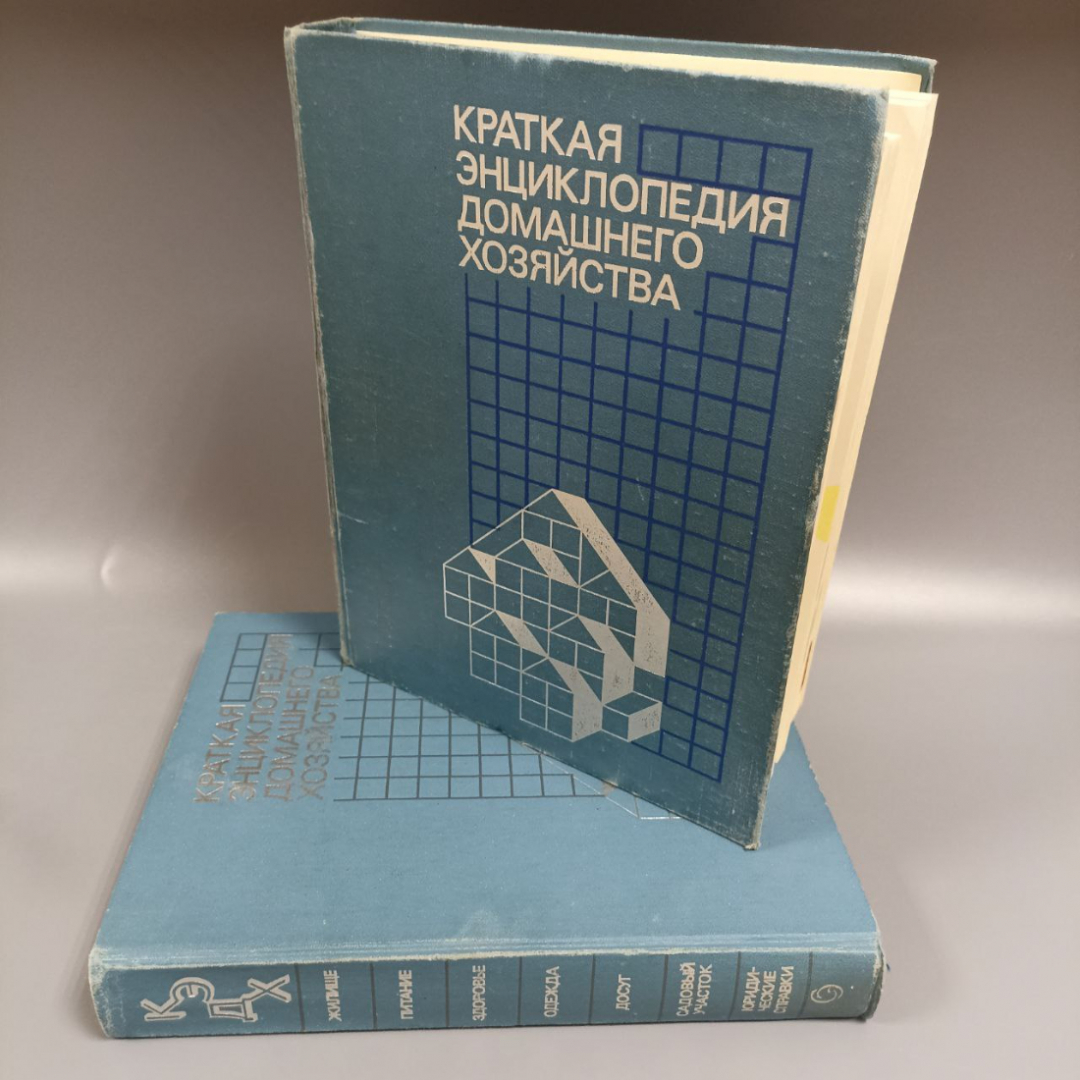 КРАТКАЯ
ЭНЦИКЛОПЕДИЯ
ДОМАШНЕГО
ХОЗЯЙСТВА
КРАТКАЯ
ЭНЦИКЛОПЕДИЯ
ДОМАШНЕГО
ХОЗЯЙСТВА
КЭДХ
ЖИЛИЩЕ
ПИТАНИЕ
ЗДОРОВЬЕ
ОДЕЖДА
ДОСУГ
САДОВЫЙ
УЧАСТОК
ЮРИДИ-
ЧЕСКИЕ
СПРАВКИ